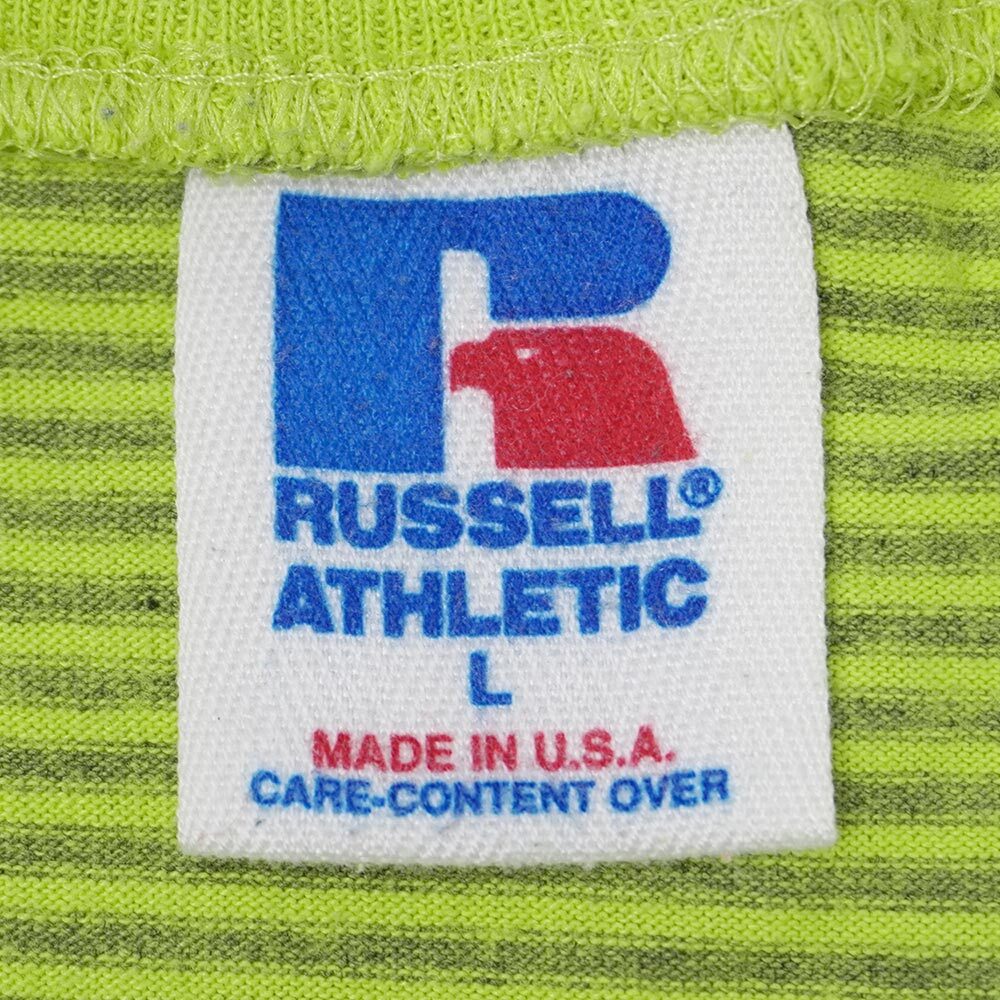 RUSSELL®
ATHLETIC
L
MADE IN U.S.A.
CARE-CONTENT OVER